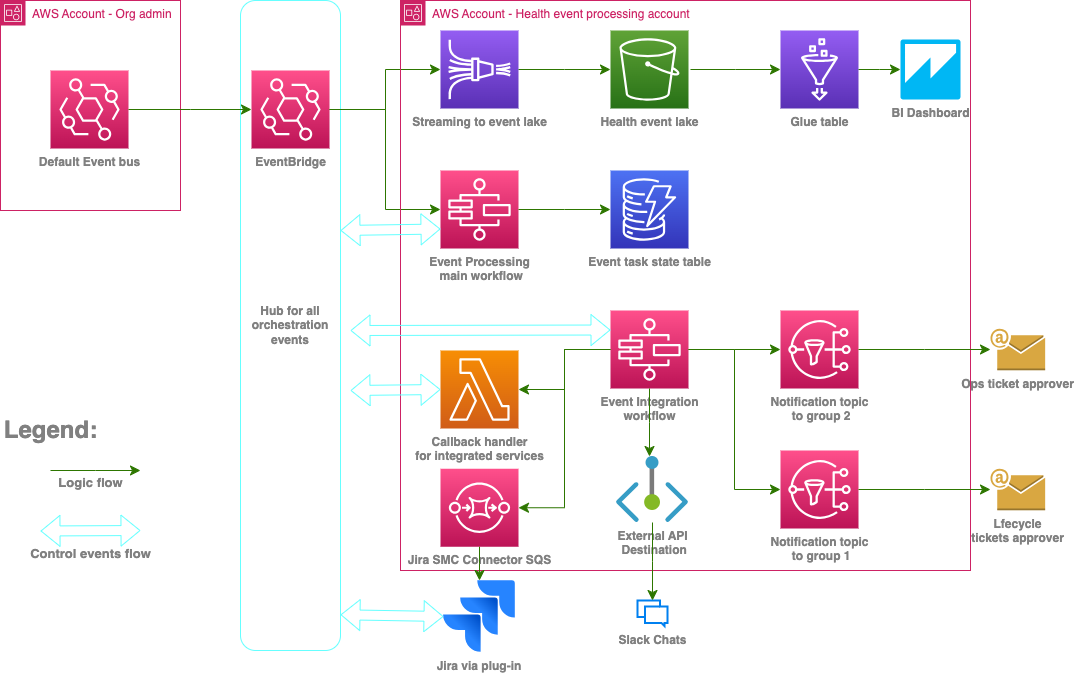 AWS Account - Org admin
AWS Account - Health event processing account
Streaming to event lake
Health event lake
Glue table
BI Dashboard
Default Event bus
EventBridge
Event Processing
main workflow
Event task state table
Hub for all
orchestration
events
Event Integration
workflow
Notification topic
to group 2
@
Ops ticket approver
Callback handler
for integrated services
Legend:
Logic flow
Control events flow
Jira SMC Connector SQS
External API
Destination
Notification topic
to group 1
@
Lfecycle
tickets approver
Jira via plug-in
Slack Chats